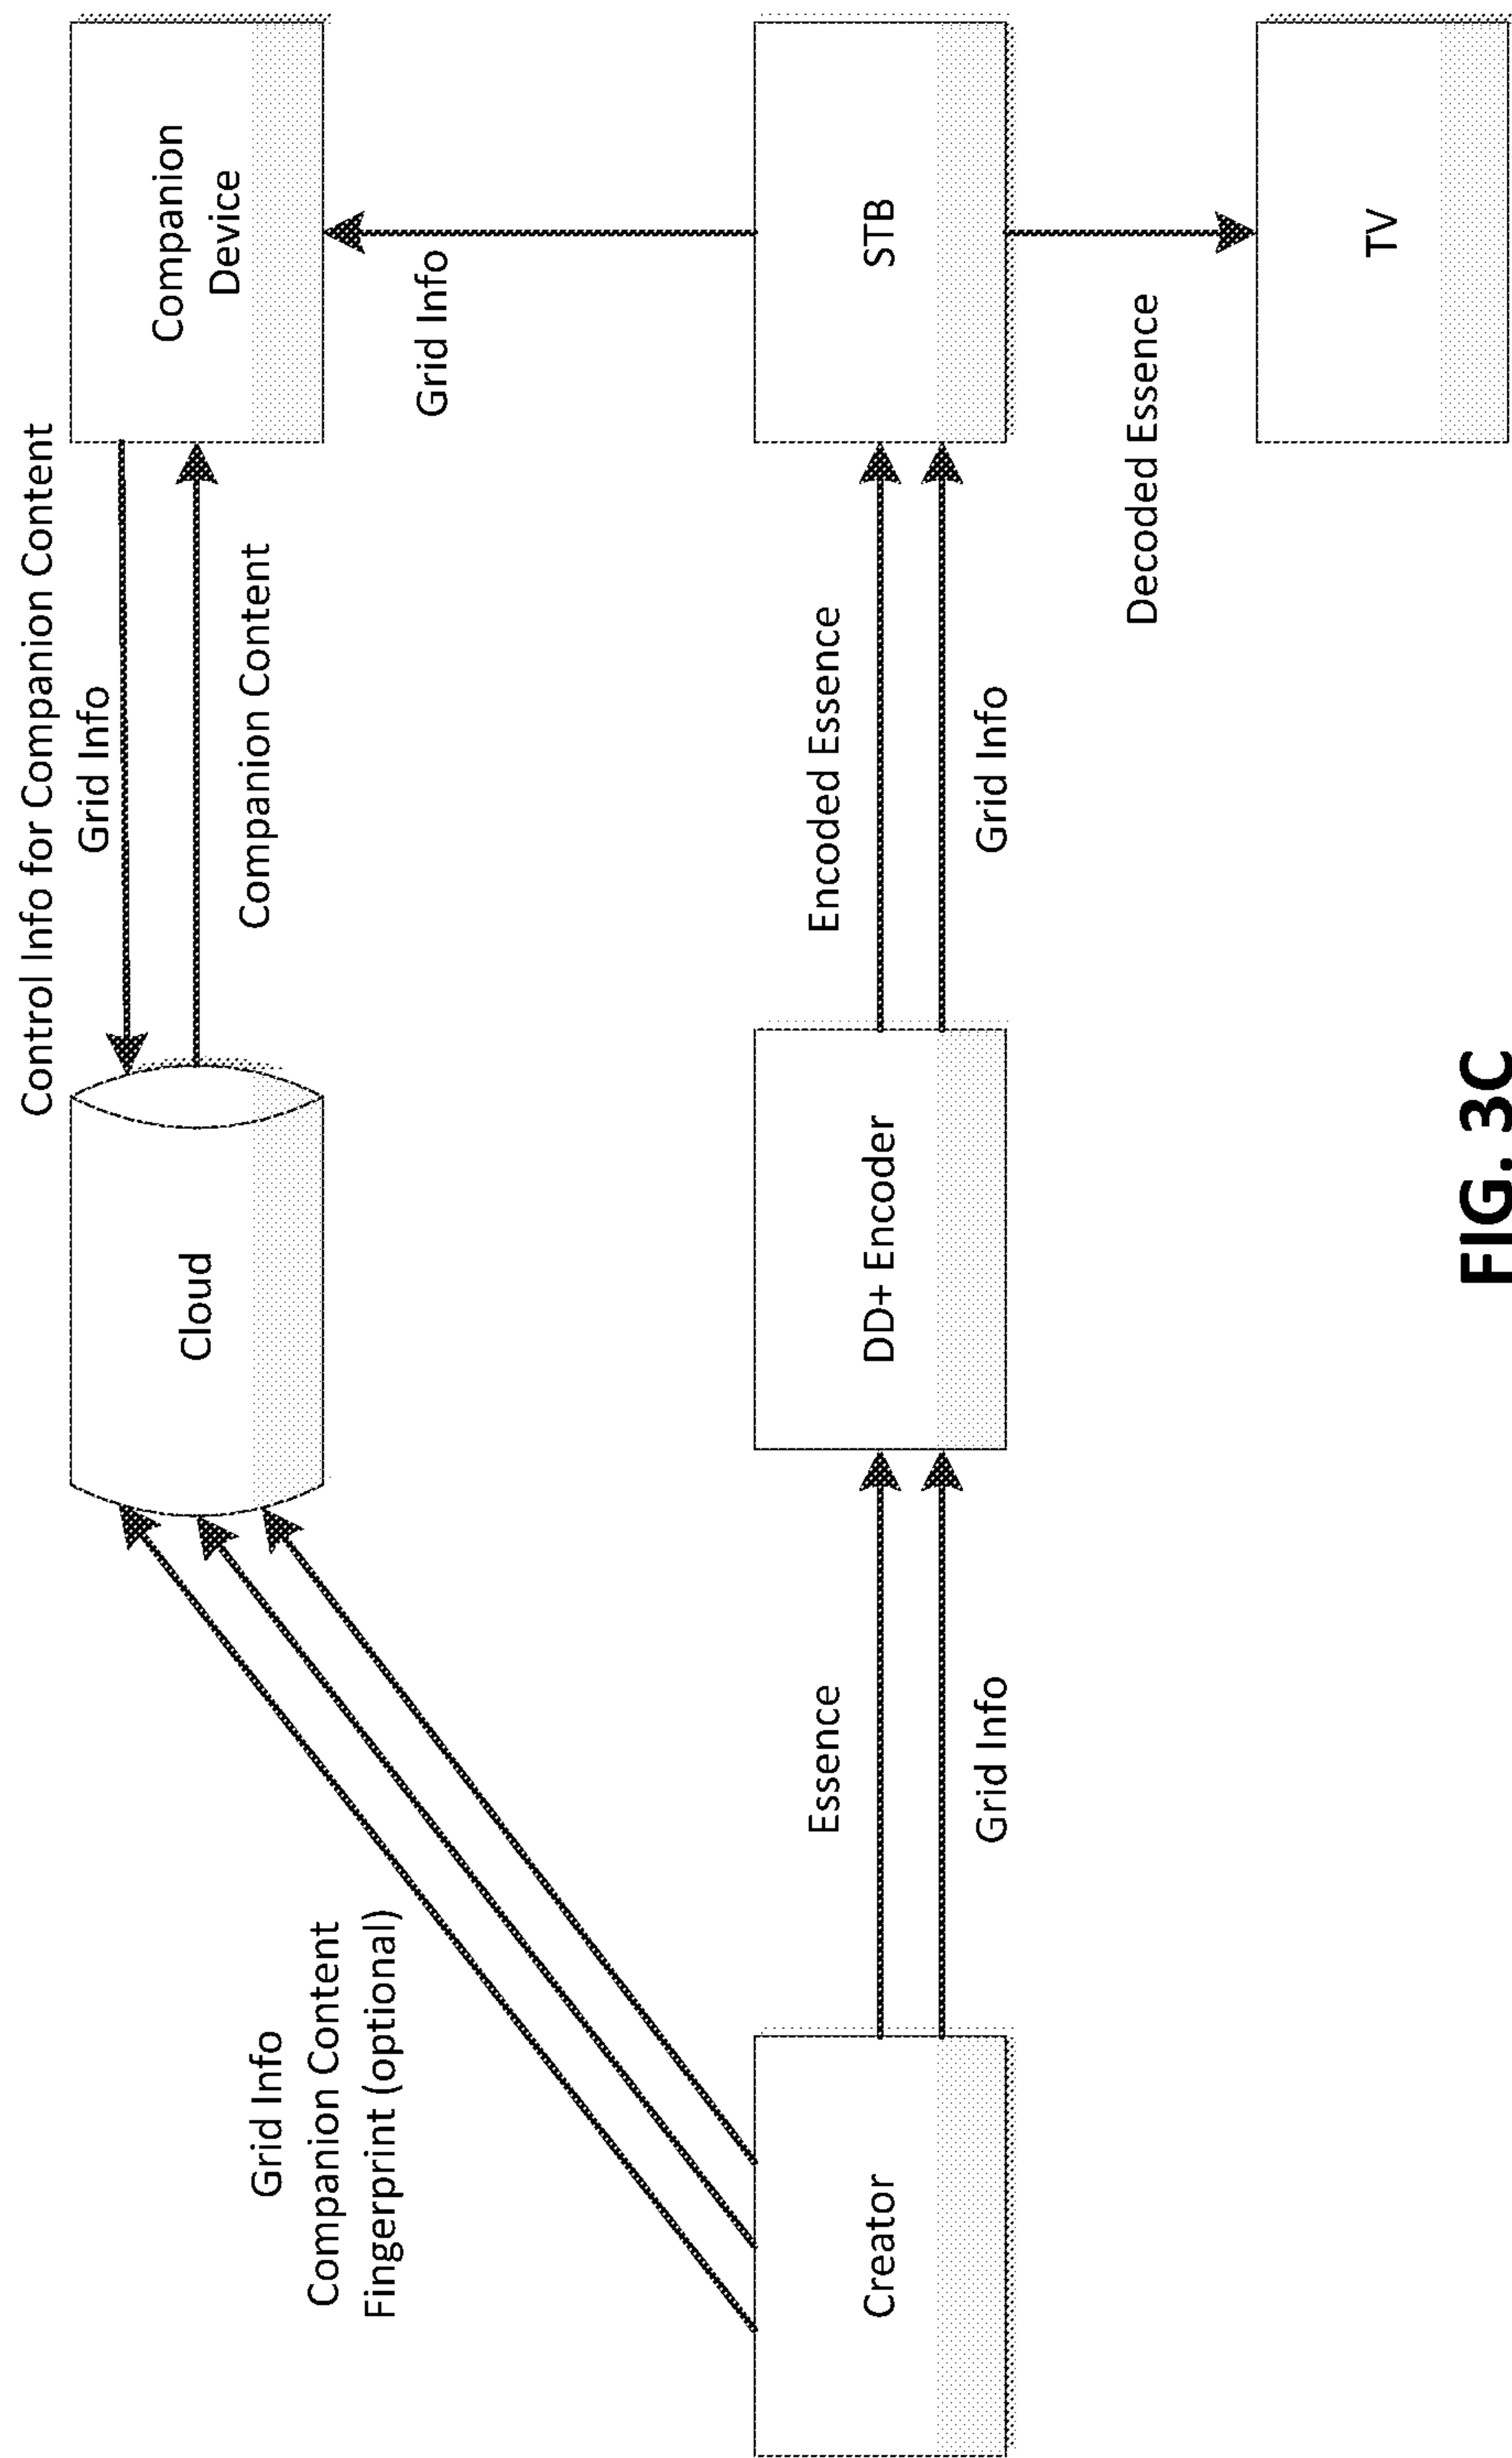 Control Info for Companion Content
Grid Info
Cloud
Companion
Device
Companion Content
Grid Info
Companion Content
Fingerprint (optional)
Grid Info
Creator
Essence
Grid Info
DD+ Encoder
Encoded Essence
Grid Info
STB
Decoded Essence
TV
FIG. 3C